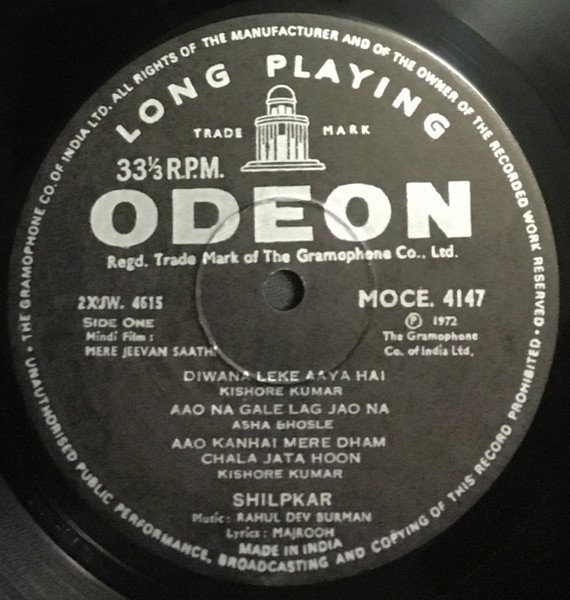 THE GRAMOPHONE CO. OF INDIA LTD. ALL RIGHTS OF THE MANUFACTURER AND OF THE OWNER OF THE RECORDED WORK RESERVED.
LONG PLAYING
TRADE MARK
33⅓ R.P.M.
ODEON
Regd. Trade Mark of The Gramophone Co., Ltd.
2XJW. 4615
MOCE. 4147
SIDE ONE
Hindi Film :
MERE JEEVAN SAATHI
Ⓟ 1972
The Gramophone
Co. of India Ltd.
DIWANA LEKE AAYA HAI
KISHORE KUMAR
AAO NA GALE LAG JAO NA
ASHA BHOSLE
AAO KANHAI MERE DHAM
CHALA JATA HOON
KISHORE KUMAR
SHILPKAR
Music : RAHUL DEV BURMAN
Lyrics : MAJROOH
MADE IN INDIA
UNAUTHORISED PUBLIC PERFORMANCE, BROADCASTING AND COPYING OF THIS RECORD PROHIBITED.